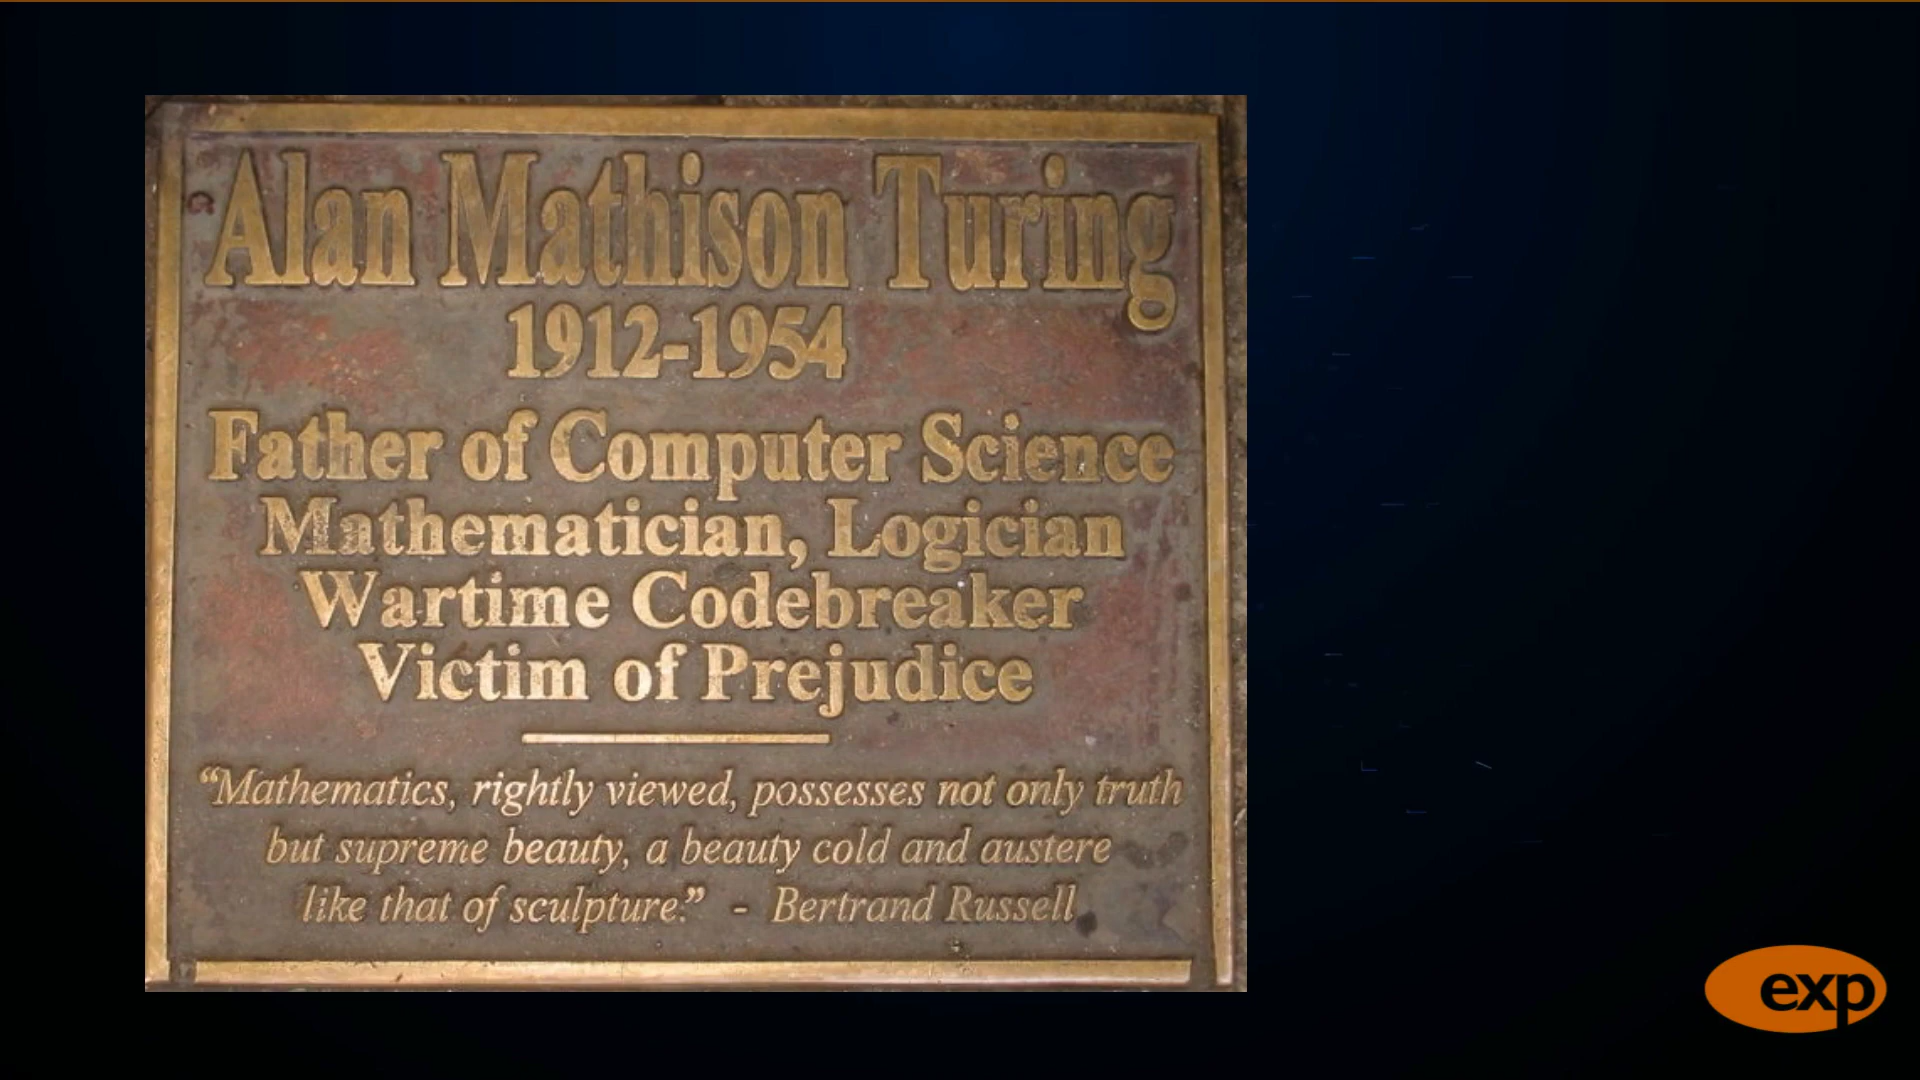 Alan Mathison Turing
1912-1954
Father of Computer Science
Mathematician, Logician
Wartime Codebreaker
Victim of Prejudice
“Mathematics, rightly viewed, possesses not only truth
but supreme beauty, a beauty cold and austere
like that of sculpture.” - Bertrand Russell
exp